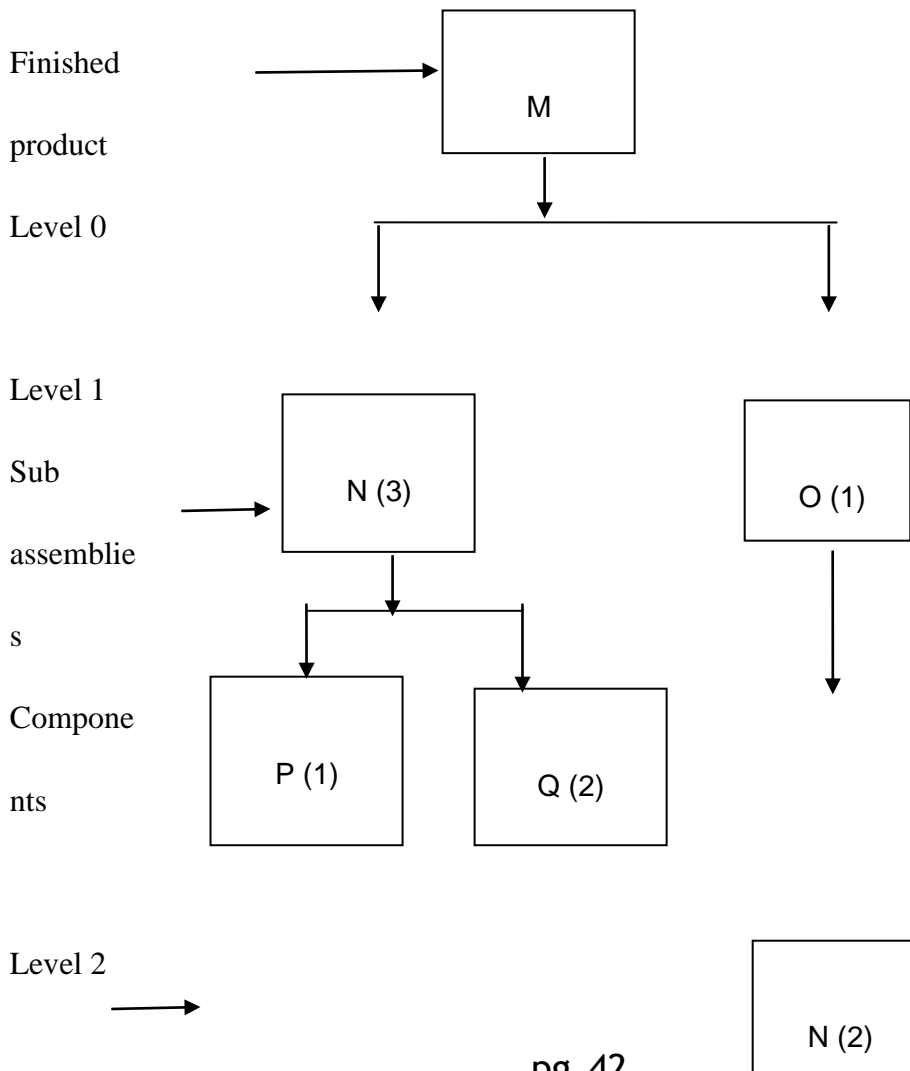 Finished
M
product
Level 0
Level 1
Sub
N (3)
O (1)
assemblie
s
Compone
P (1)
Q (2)
nts
Level 2
N (2)
pg. 42